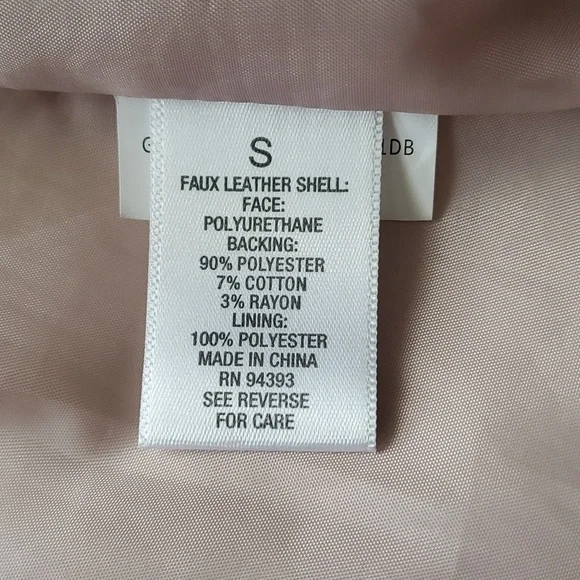 S
FAUX LEATHER SHELL:
FACE:
POLYURETHANE
BACKING:
90% POLYESTER
7% COTTON
3% RAYON
LINING:
100% POLYESTER
MADE IN CHINA
RN 94393
SEE REVERSE
FOR CARE